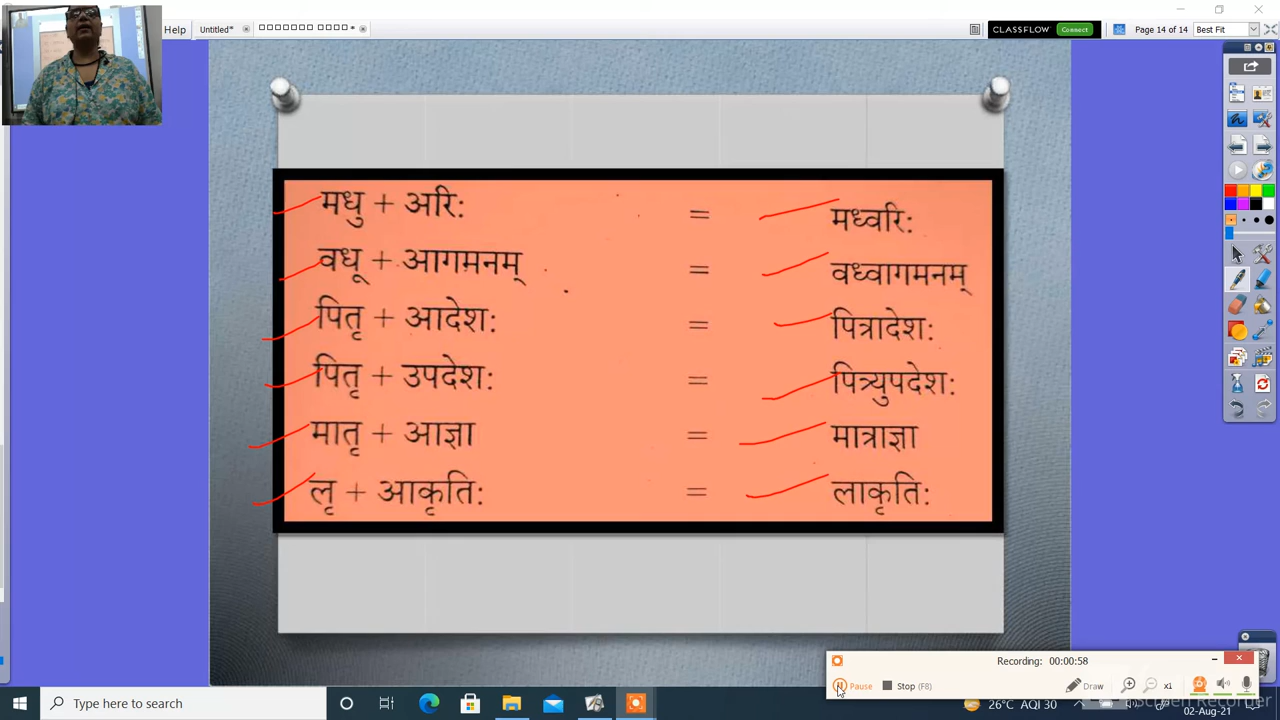 Help Untitled* CLASSFLOW Connect Page 14 of 14 Best Fit
मधु + अरिः = मध्वरिः
वधू + आगमनम् = वध्वागमनम्
पितृ + आदेशः = पित्रादेशः
पितृ + उपदेशः = पित्र्युपदेशः
मातृ + आज्ञा = मात्राज्ञा
लृ + आकृतिः = लाकृतिः
Recording: 00:00:58
Pause Stop (F8) Draw x1
Type here to search 26°C AQI 30
02-Aug-21